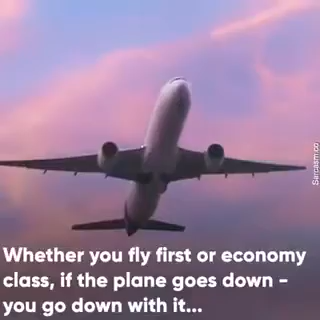 Sarcasm.co
Whether you fly first or economy
class, if the plane goes down -
you go down with it...